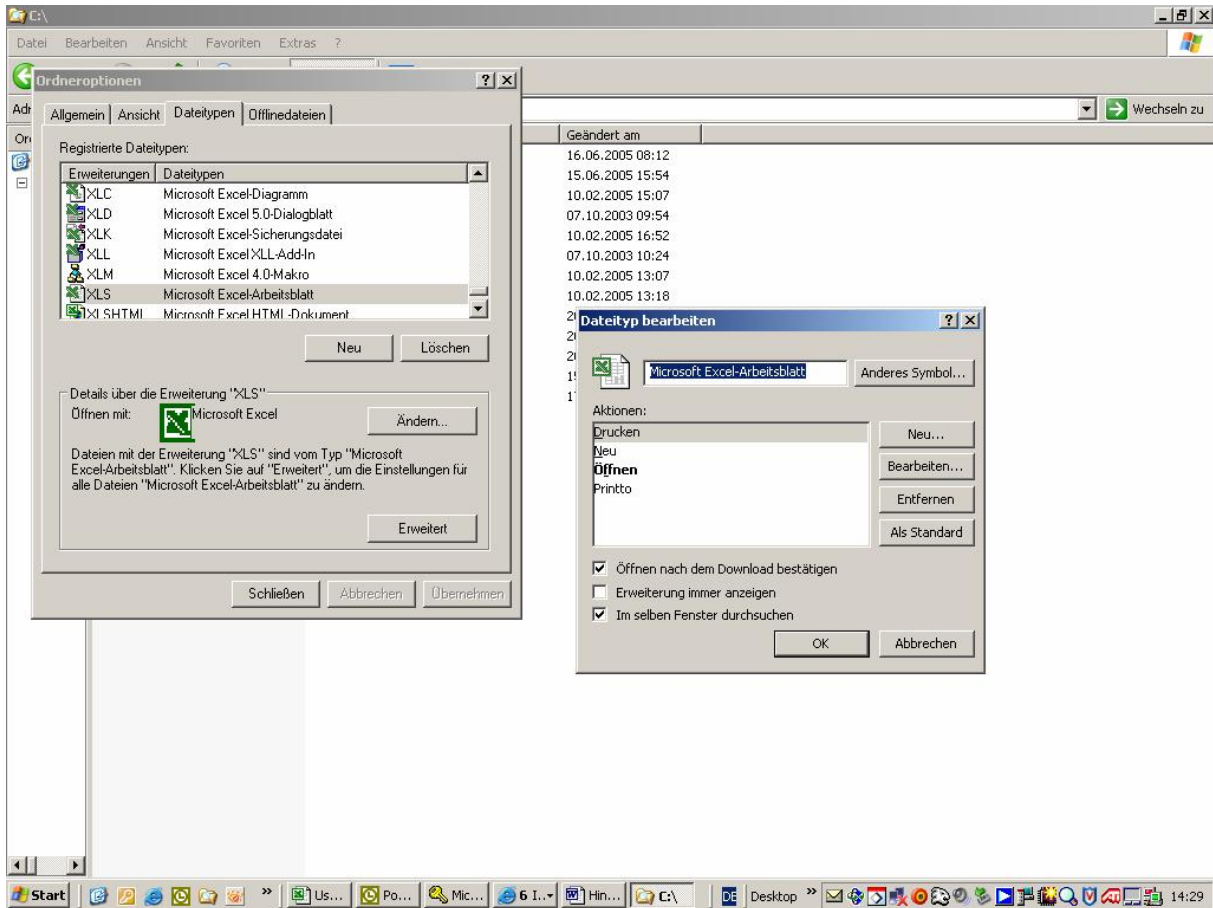 C:\
Datei Bearbeiten Ansicht Favoriten Extras ?
Ordneroptionen
Wechseln zu
Allgemein Ansicht Dateitypen Offlinedateien
Registrierte Dateitypen:
Erweiterungen Dateitypen
XLC Microsoft Excel-Diagramm
XLD Microsoft Excel 5.0-Dialogblatt
XLK Microsoft Excel-Sicherungsdatei
XLL Microsoft Excel XLL-Add-In
XLM Microsoft Excel 4.0-Makro
XLS Microsoft Excel-Arbeitsblatt
XLSHTML Microsoft Excel HTML-Dokument
Neu Löschen
Details über die Erweiterung "XLS"
Öffnen mit: Microsoft Excel
Ändern...
Dateien mit der Erweiterung "XLS" sind vom Typ "Microsoft
Excel-Arbeitsblatt". Klicken Sie auf "Erweitert", um die Einstellungen für
alle Dateien "Microsoft Excel-Arbeitsblatt" zu ändern.
Erweitert
Schließen Abbrechen Übernehmen
Geändert am
16.06.2005 08:12
15.06.2005 15:54
10.02.2005 15:07
07.10.2003 09:54
10.02.2005 16:52
07.10.2003 10:24
10.02.2005 13:07
10.02.2005 13:18
Dateityp bearbeiten
Microsoft Excel-Arbeitsblatt
Anderes Symbol...
Aktionen:
Drucken
Neu
Öffnen
Printto
Neu...
Bearbeiten...
Entfernen
Als Standard
Öffnen nach dem Download bestätigen
Erweiterung immer anzeigen
Im selben Fenster durchsuchen
OK Abbrechen
Start Us... Po... Mic... 6 I... Hin... C:\ DE Desktop 14:29